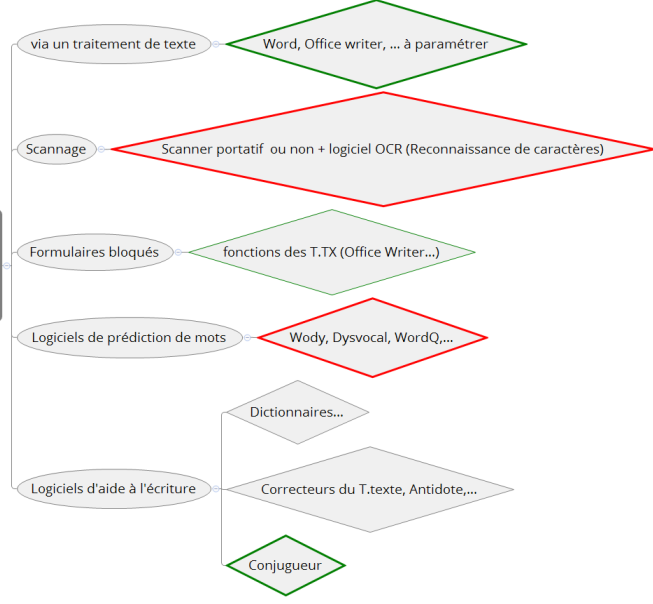 via un traitement de texte
Word, Office writer, ... à paramétrer
Scannage
Scanner portatif ou non + logiciel OCR (Reconnaissance de caractères)
Formulaires bloqués
fonctions des T.TX (Office Writer...)
Logiciels de prédiction de mots
Wody, Dysvocal, WordQ,...
Dictionnaires...
Logiciels d'aide à l'écriture
Correcteurs du T.texte, Antidote,...
Conjugueur